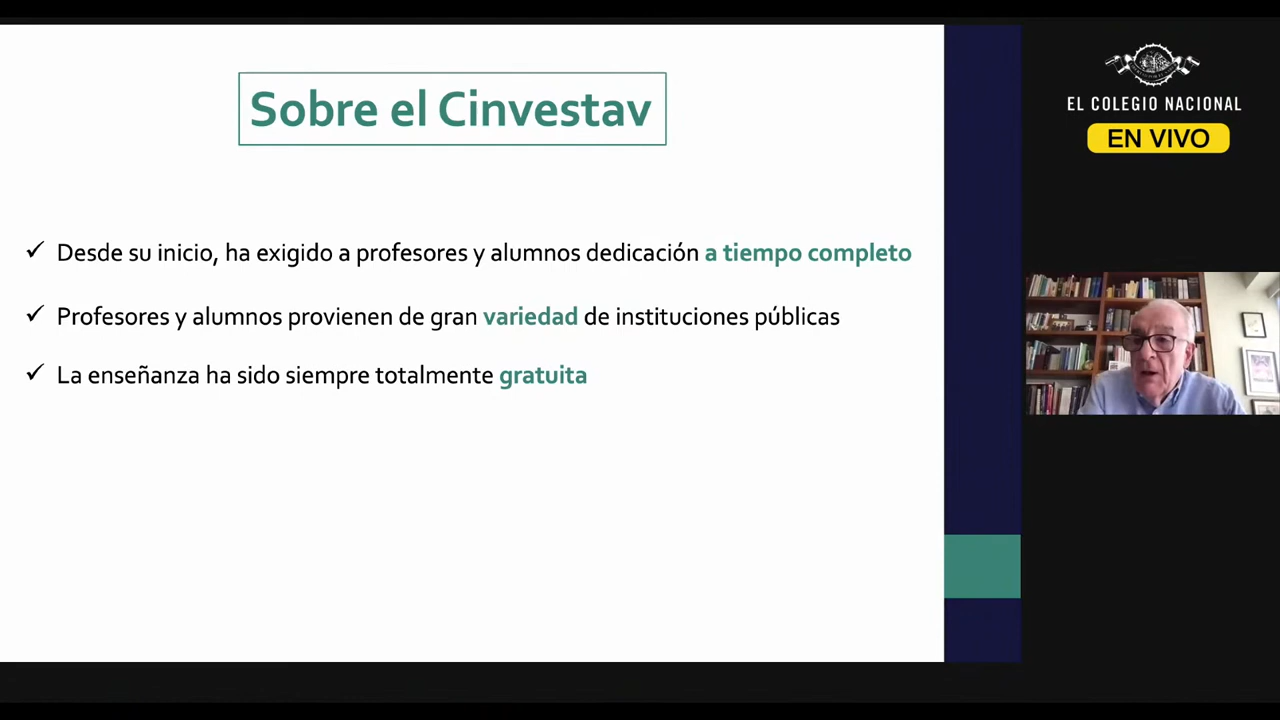 Sobre el Cinvestav
✓ Desde su inicio, ha exigido a profesores y alumnos dedicación a tiempo completo
✓ Profesores y alumnos provienen de gran variedad de instituciones públicas
✓ La enseñanza ha sido siempre totalmente gratuita
EL COLEGIO NACIONAL
EN VIVO